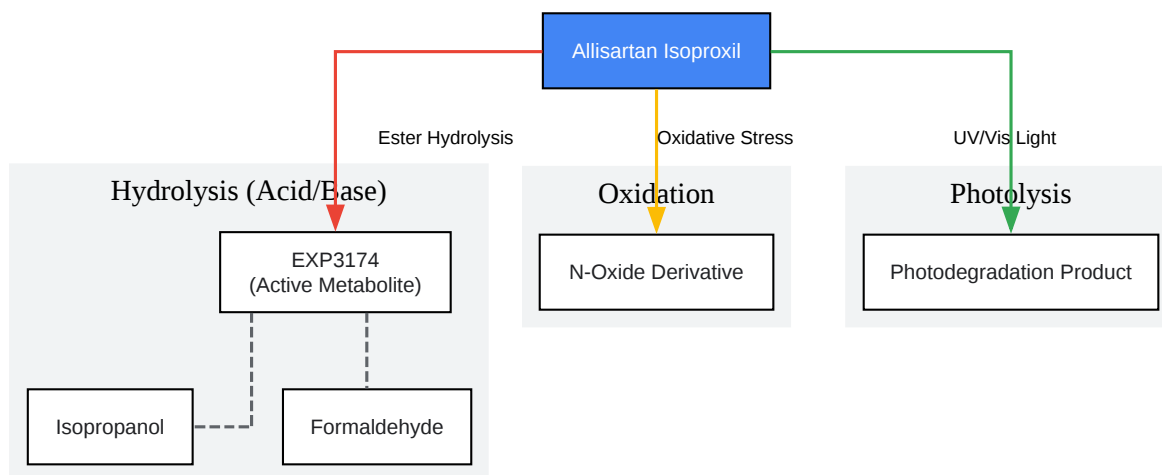 Allisartan Isoproxil
Ester Hydrolysis
Oxidative Stress
UV/Vis Light
Hydrolysis (Acid/Base)
Oxidation
Photolysis
EXP3174
(Active Metabolite)
N-Oxide Derivative
Photodegradation Product
Isopropanol
Formaldehyde